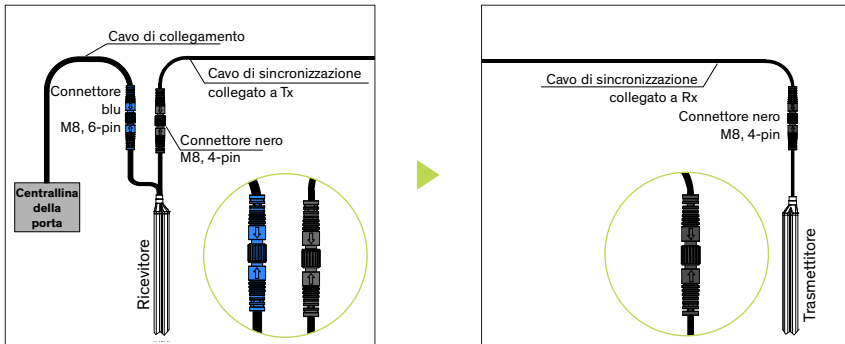 Cavo di collegamento
Connettore
blu
M8, 6-pin
Cavo di sincronizzazione
collegato a Tx
Connettore nero
M8, 4-pin
Centrallina
della
porta
Ricevitore
Cavo di sincronizzazione
collegato a Rx
Connettore nero
M8, 4-pin
Trasmettitore